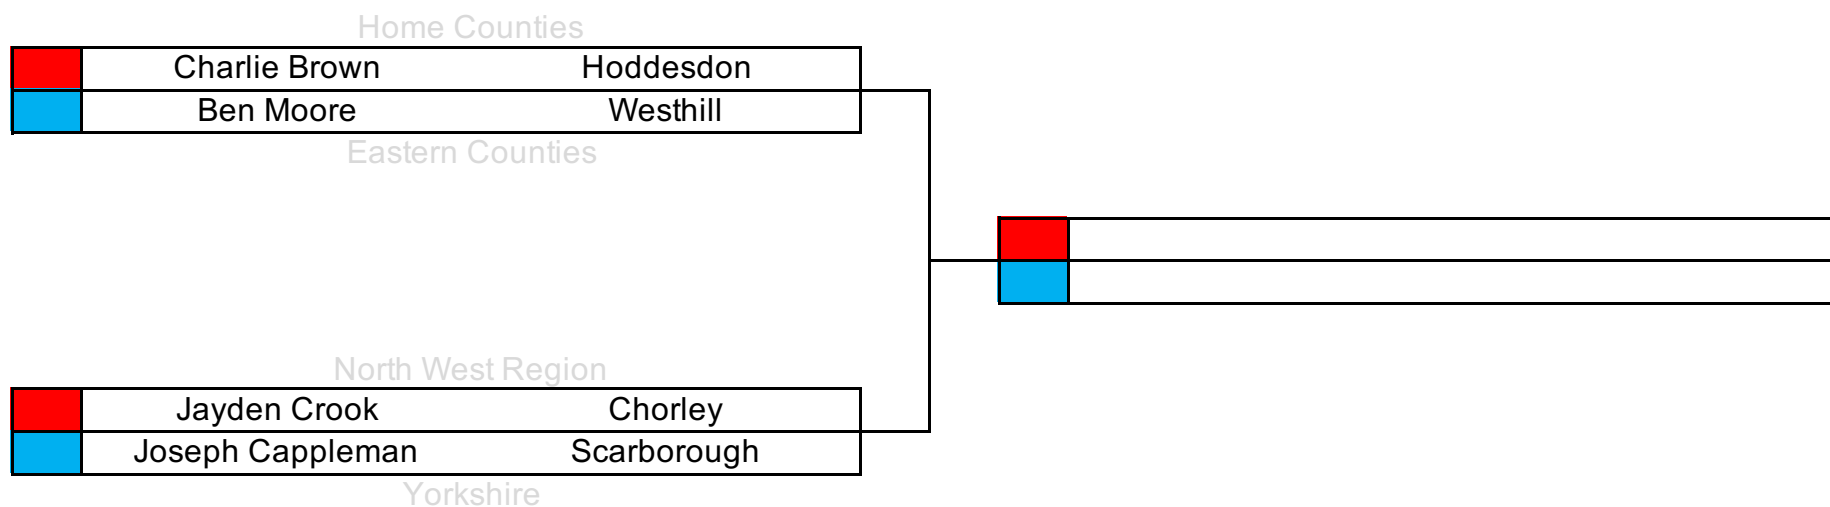 Home Counties
Charlie Brown Hoddesdon
Ben Moore Westhill
Eastern Counties
North West Region
Jayden Crook Chorley
Joseph Cappleman Scarborough
Yorkshire